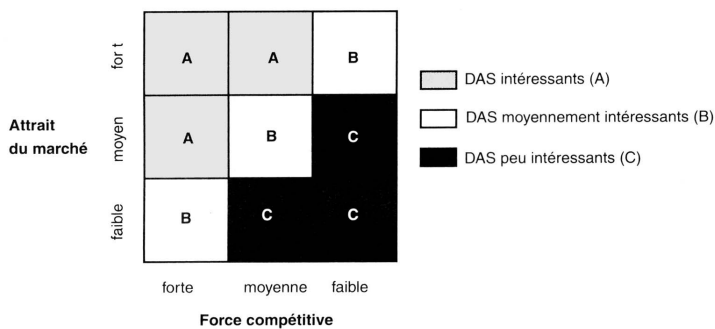 for t
A A B
DAS intéressants (A)
Attrait
du marché
moyen
A B C
DAS moyennement intéressants (B)
DAS peu intéressants (C)
faible
B C C
forte moyenne faible
Force compétitive